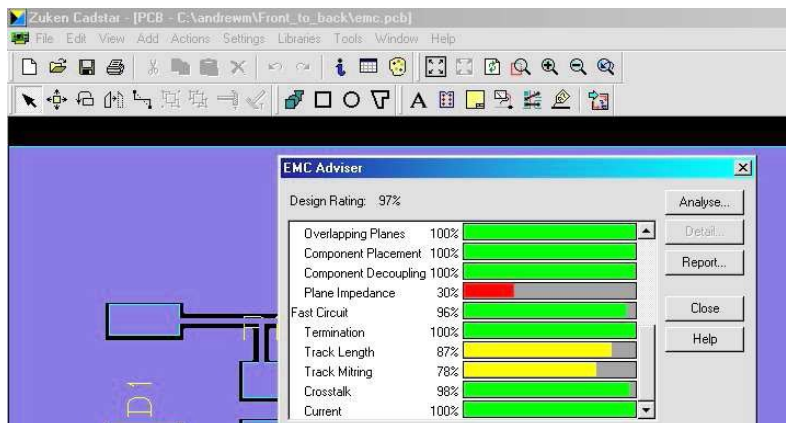 Zuken Cadstar - [PCB - C:\andrewm\Front_to_back\emc.pcb]
File Edit View Add Actions Settings Libraries Tools Window Help
EMC Adviser
Design Rating: 97%
Analyse...
Overlapping Planes 100%
Detail...
Component Placement 100%
Component Decoupling 100%
Report...
Plane Impedance 30%
Fast Circuit 96%
Close
Termination 100%
Track Length 87%
Help
Track Mitring 78%
Crosstalk 98%
Current 100%
D1